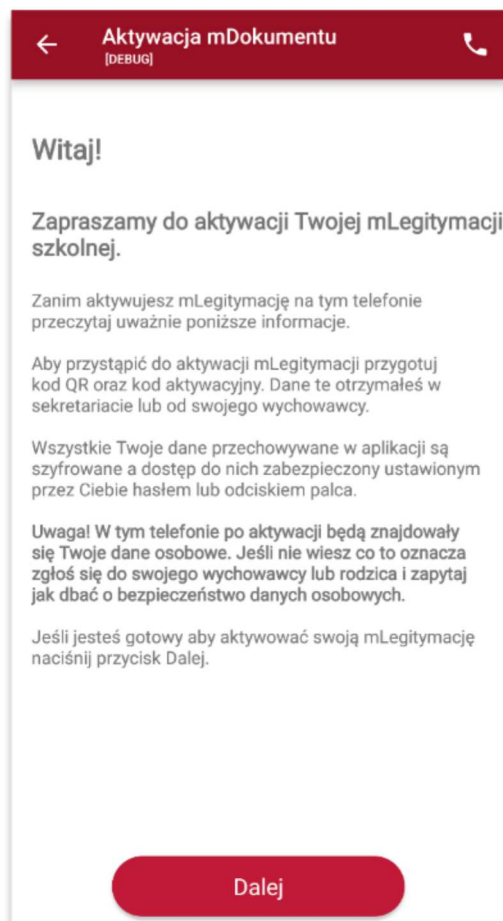 Aktywacja mDokumentu
[DEBUG]
Witaj!
Zapraszamy do aktywacji Twojej mLegitymacji
szkolnej.
Zanim aktywujesz mLegitymację na tym telefonie
przeczytaj uważnie poniższe informacje.
Aby przystąpić do aktywacji mLegitymacji przygotuj
kod QR oraz kod aktywacyjny. Dane te otrzymałeś w
sekretariacie lub od swojego wychowawcy.
Wszystkie Twoje dane przechowywane w aplikacji są
szyfrowane a dostęp do nich zabezpieczony ustawionym
przez Ciebie hasłem lub odciskiem palca.
Uwaga! W tym telefonie po aktywacji będą znajdowały
się Twoje dane osobowe. Jeśli nie wiesz co to oznacza
zgłoś się do swojego wychowawcy lub rodzica i zapytaj
jak dbać o bezpieczeństwo danych osobowych.
Jeśli jesteś gotowy aby aktywować swoją mLegitymację
naciśnij przycisk Dalej.
Dalej